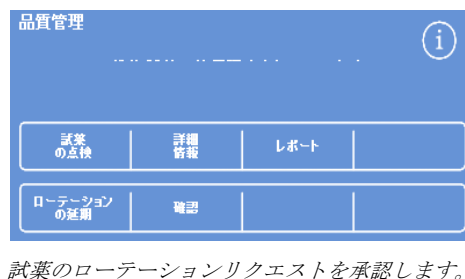 品質管理
試薬
の点検
詳細
情報
レポート
ローテーション
の延期
確認
試薬のローテーションリクエストを承認します。